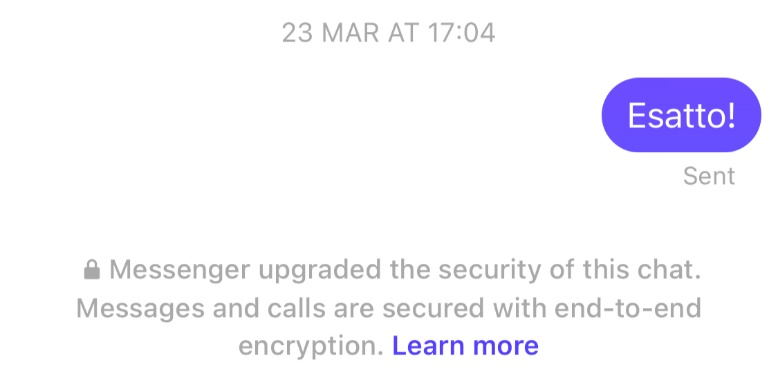 23 MAR AT 17:04
Esatto!
Sent
Messenger upgraded the security of this chat.
Messages and calls are secured with end-to-end
encryption. Learn more